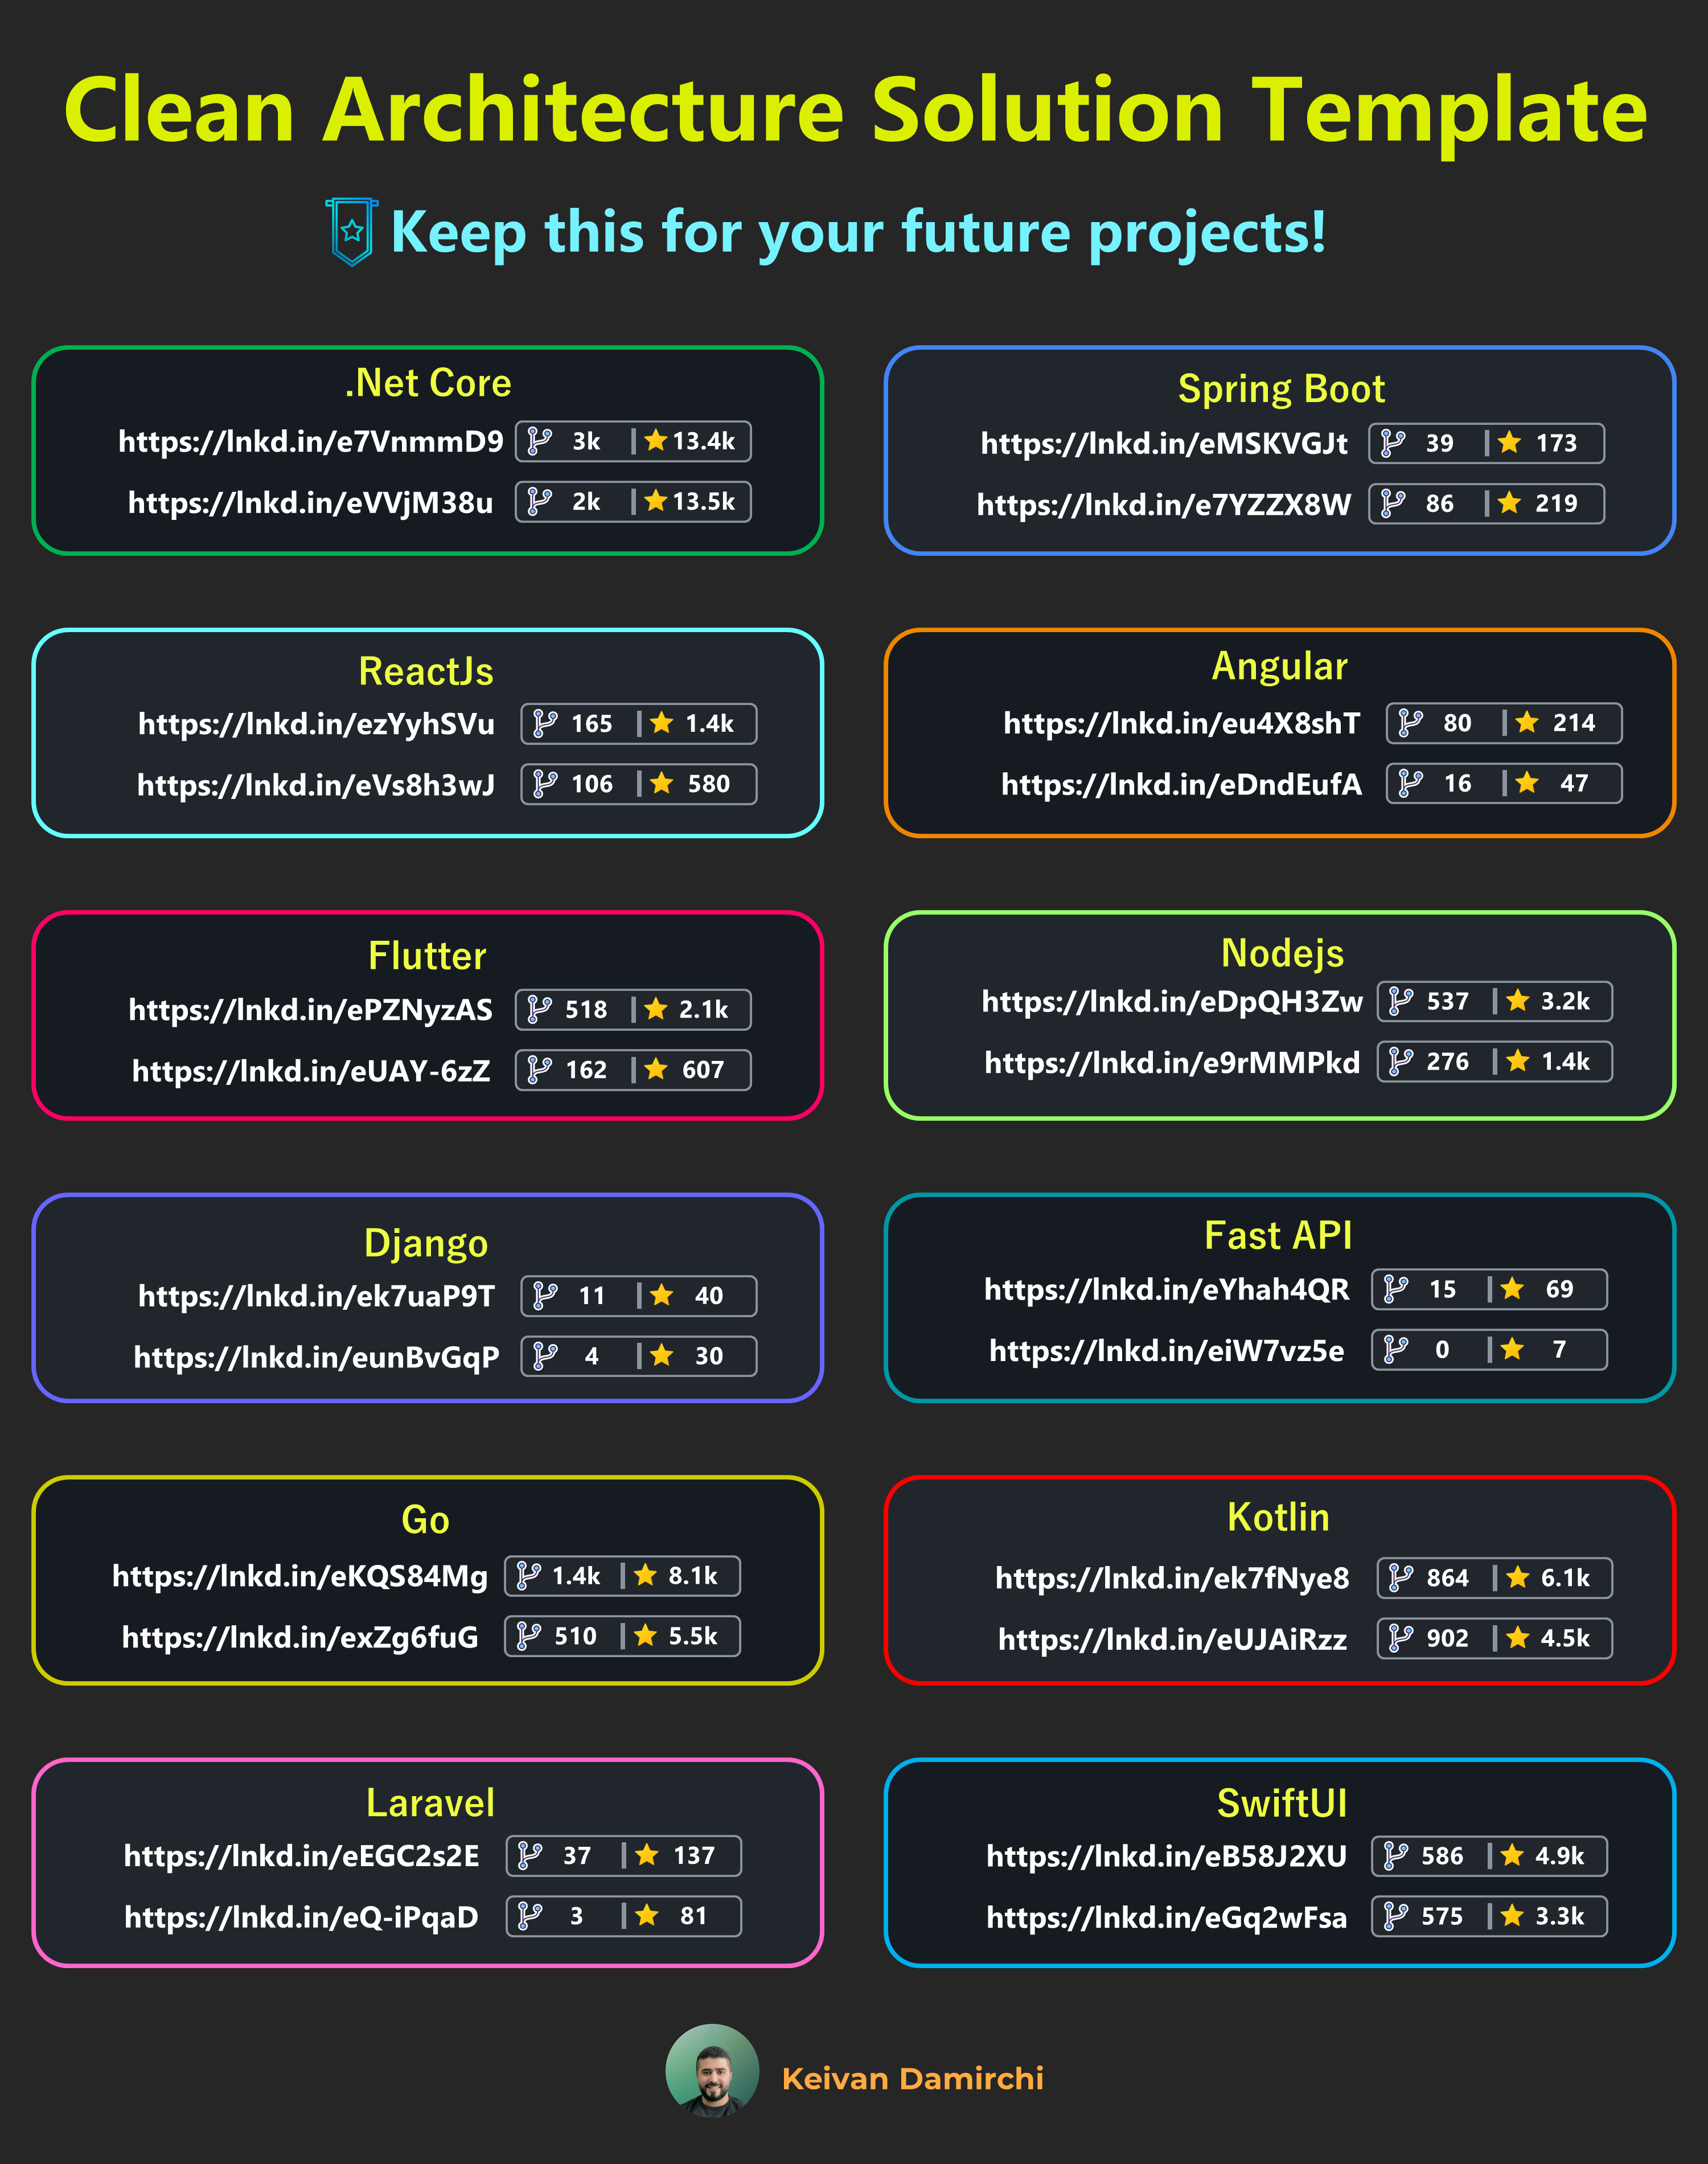 Clean Architecture Solution Template
Keep this for your future projects!
.Net Core
https://lnkd.in/e7VnmmD9 3k | 13.4k
https://lnkd.in/eVVjM38u 2k | 13.5k
Spring Boot
https://lnkd.in/eMSKVGJt 39 | 173
https://lnkd.in/e7YZZX8W 86 | 219
ReactJs
https://lnkd.in/ezYyhSVu 165 | 1.4k
https://lnkd.in/eVs8h3wJ 106 | 580
Angular
https://lnkd.in/eu4X8shT 80 | 214
https://lnkd.in/eDndEufA 16 | 47
Flutter
https://lnkd.in/ePZNyzAS 518 | 2.1k
https://lnkd.in/eUAY-6zZ 162 | 607
Nodejs
https://lnkd.in/eDpQH3Zw 537 | 3.2k
https://lnkd.in/e9rMMPkd 276 | 1.4k
Django
https://lnkd.in/ek7uaP9T 11 | 40
https://lnkd.in/eunBvGqP 4 | 30
Fast API
https://lnkd.in/eYhah4QR 15 | 69
https://lnkd.in/eiW7vz5e 0 | 7
Go
https://lnkd.in/eKQS84Mg 1.4k | 8.1k
https://lnkd.in/exZg6fuG 510 | 5.5k
Kotlin
https://lnkd.in/ek7fNye8 864 | 6.1k
https://lnkd.in/eUJAiRzz 902 | 4.5k
Laravel
https://lnkd.in/eEGC2s2E 37 | 137
https://lnkd.in/eQ-iPqaD 3 | 81
SwiftUI
https://lnkd.in/eB58J2XU 586 | 4.9k
https://lnkd.in/eGq2wFsa 575 | 3.3k
Keivan Damirchi